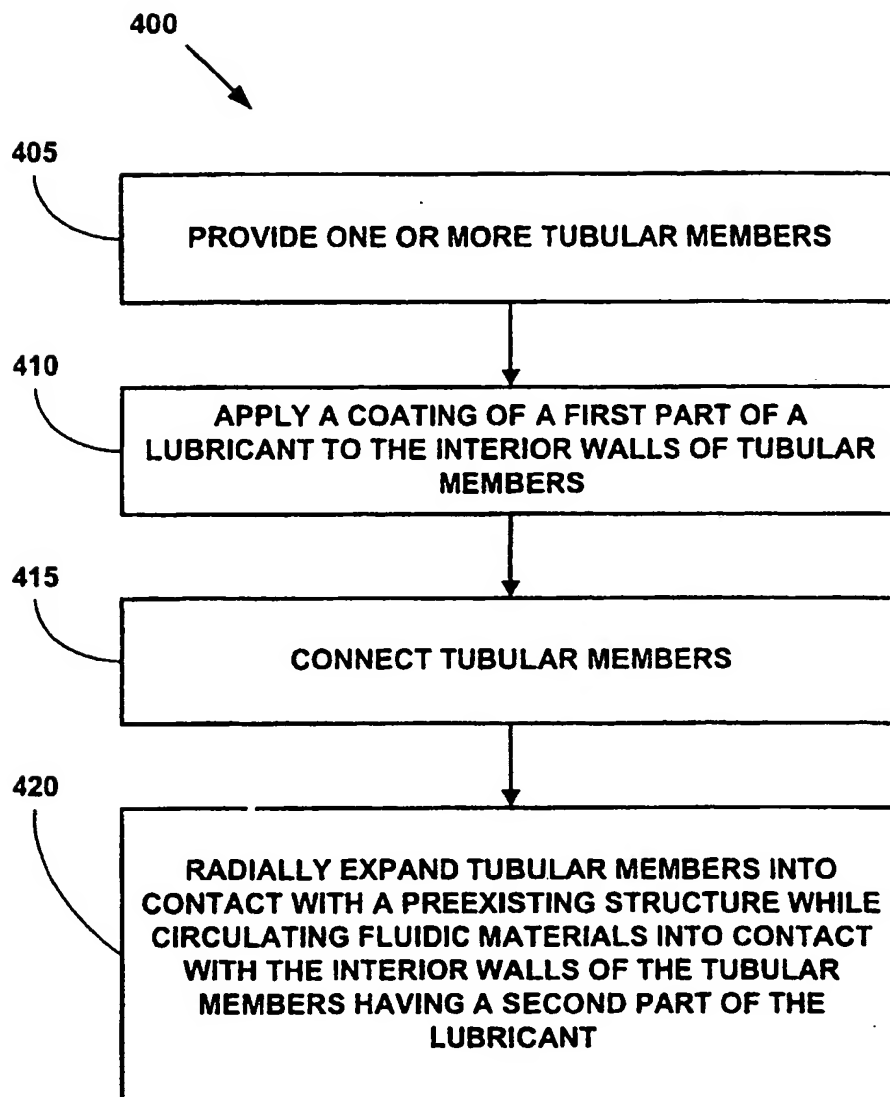 400
405
PROVIDE ONE OR MORE TUBULAR MEMBERS
410
APPLY A COATING OF A FIRST PART OF A
LUBRICANT TO THE INTERIOR WALLS OF TUBULAR
MEMBERS
415
CONNECT TUBULAR MEMBERS
420
RADIALLY EXPAND TUBULAR MEMBERS INTO
CONTACT WITH A PREEXISTING STRUCTURE WHILE
CIRCULATING FLUIDIC MATERIALS INTO CONTACT
WITH THE INTERIOR WALLS OF THE TUBULAR
MEMBERS HAVING A SECOND PART OF THE
LUBRICANT